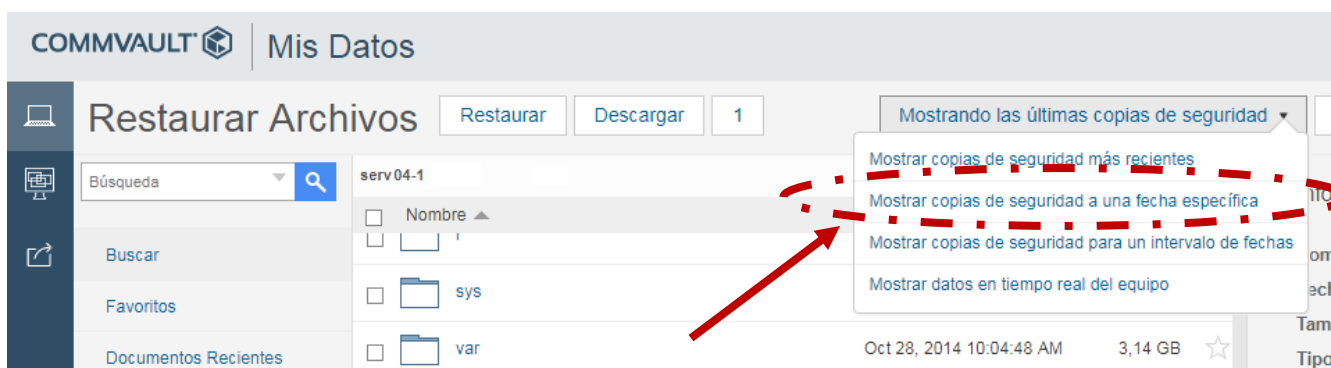 COMMVAULT Mis Datos
Restaurar Archivos Restaurar Descargar 1 Mostrando las últimas copias de seguridad
Mostrar copias de seguridad más recientes
Búsqueda
serv04-1
Mostrar copias de seguridad a una fecha específica
Nombre
Mostrar copias de seguridad para un intervalo de fechas
Buscar
Mostrar datos en tiempo real del equipo
sys
Favoritos
var Oct 28, 2014 10:04:48 AM 3,14 GB
Documentos Recientes
Tam
Tipo